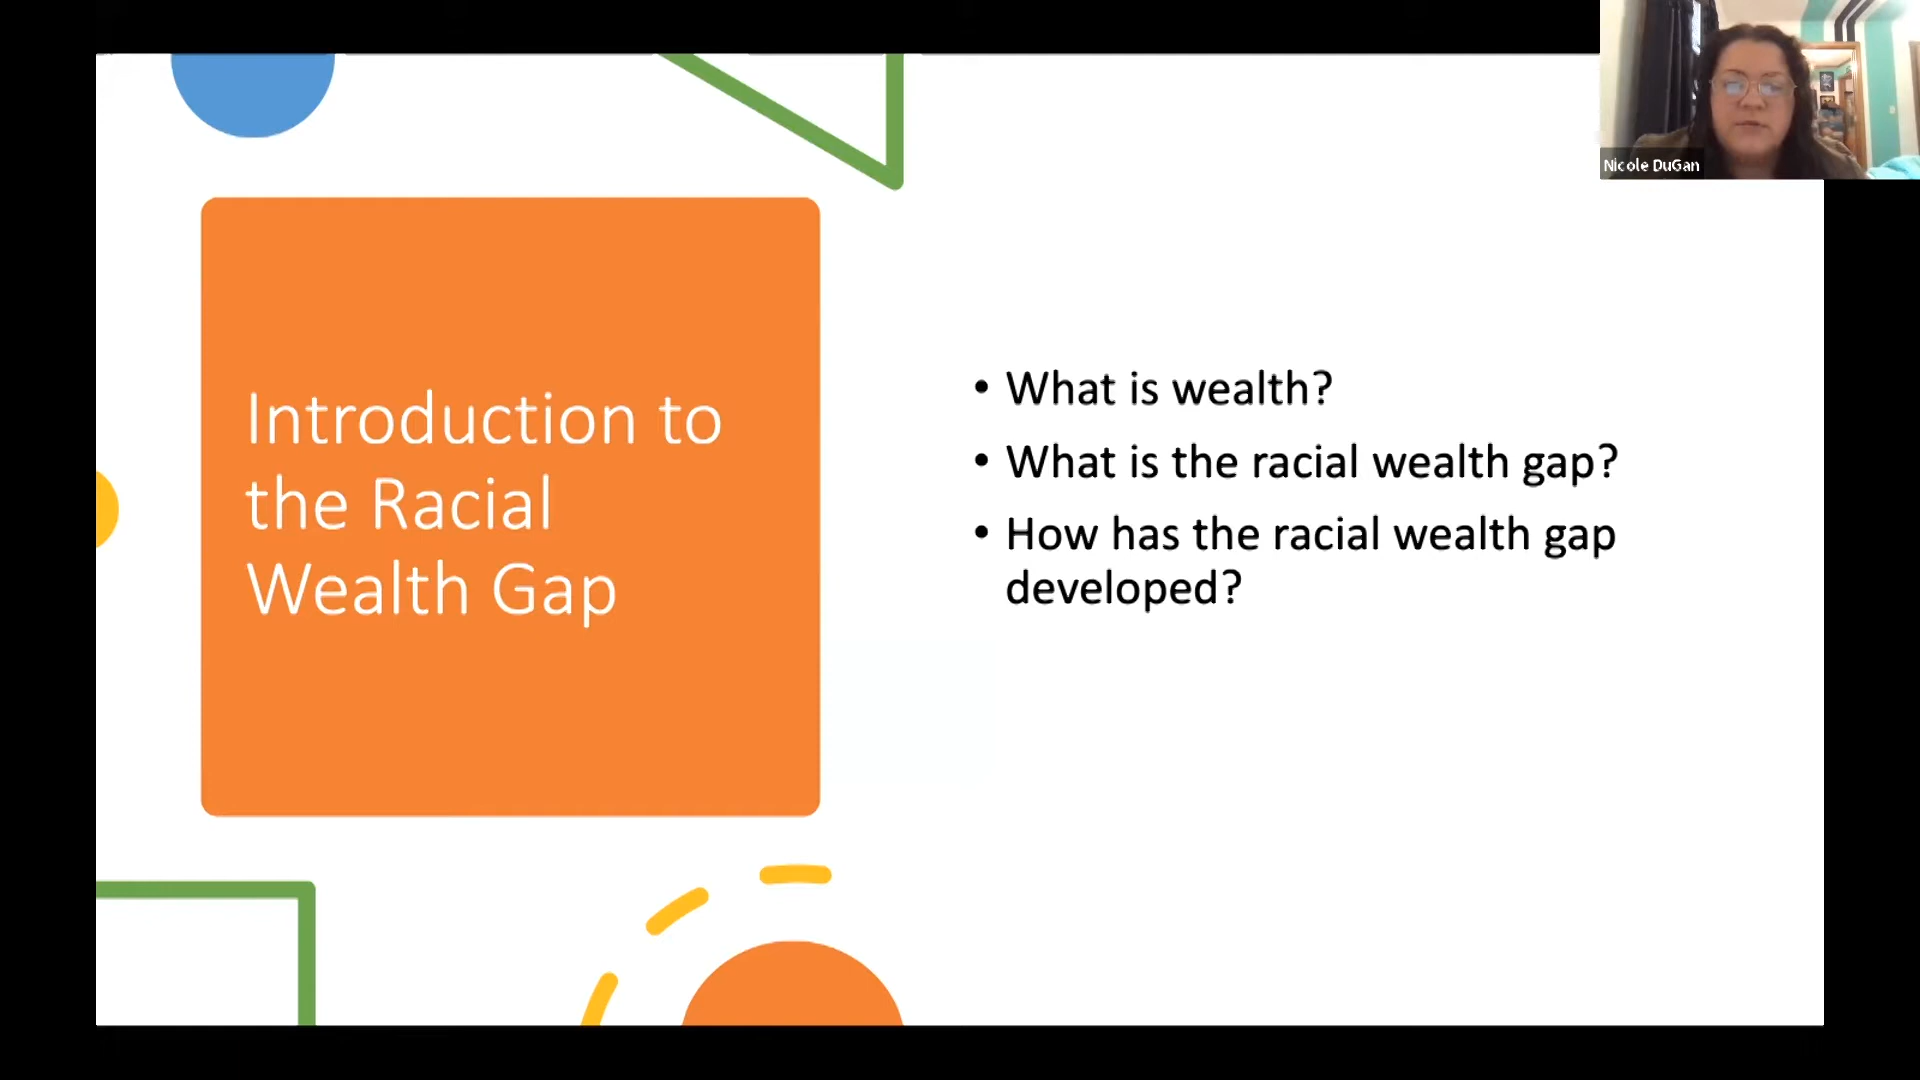 Introduction to
the Racial
Wealth Gap
• What is wealth?
• What is the racial wealth gap?
• How has the racial wealth gap
developed?
Nicole DuGan